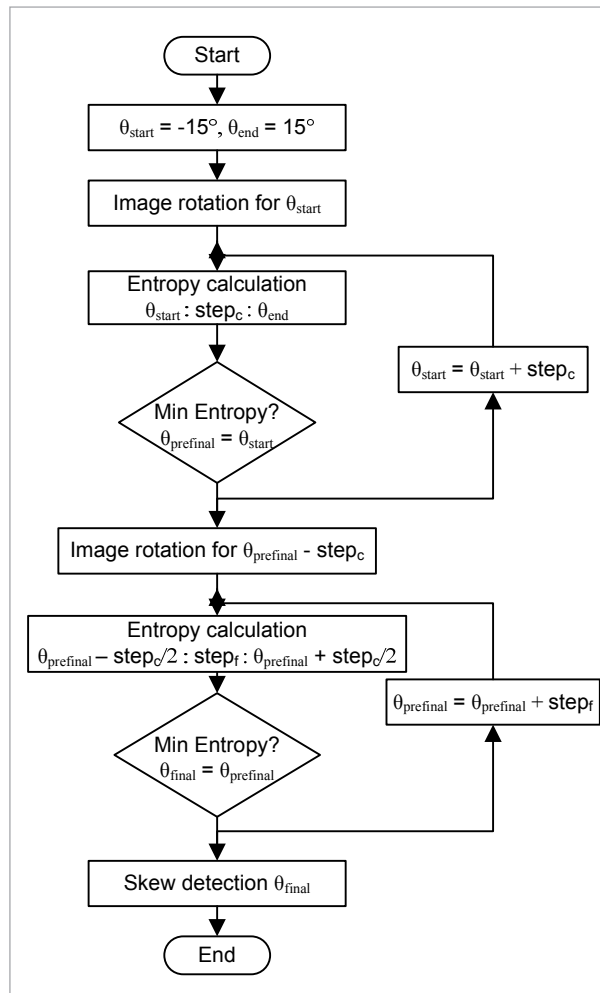 Start
θstart = -15°, θend = 15°
Image rotation for θstart
Entropy calculation
θstart : stepc : θend
θstart = θstart + stepc
Min Entropy?
θprefinal = θstart
Image rotation for θprefinal - stepc
Entropy calculation
θprefinal – stepc/2 : stepf : θprefinal + stepc/2
θprefinal = θprefinal + stepf
Min Entropy?
θfinal = θprefinal
Skew detection θfinal
End